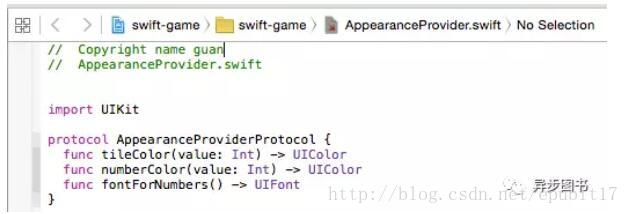 swift-game swift-game AppearanceProvider.swift No Selection
// Copyright name guan
// AppearanceProvider.swift
import UIKit
protocol AppearanceProviderProtocol {
func tileColor(value: Int) -> UIColor
func numberColor(value: Int) -> UIColor
func fontForNumbers() -> UIFont
}
异步图书
http://blog.csdn.net/epubit17